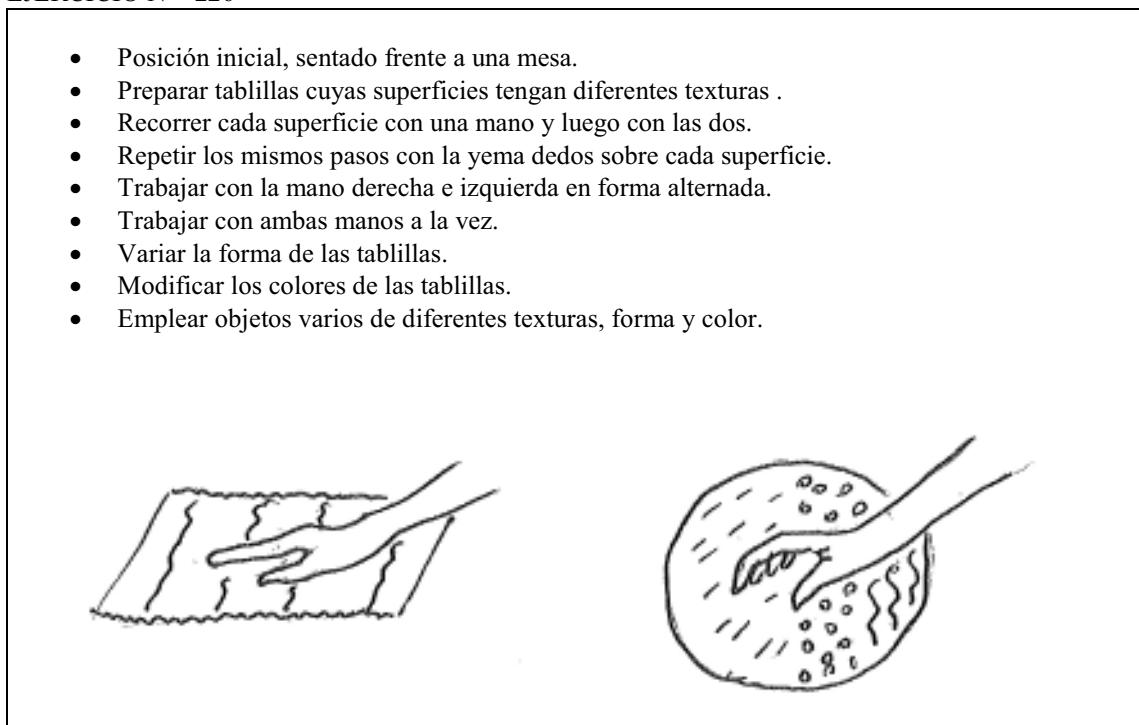 • Posición inicial, sentado frente a una mesa.
• Preparar tablillas cuyas superficies tengan diferentes texturas .
• Recorrer cada superficie con una mano y luego con las dos.
• Repetir los mismos pasos con la yema dedos sobre cada superficie.
• Trabajar con la mano derecha e izquierda en forma alternada.
• Trabajar con ambas manos a la vez.
• Variar la forma de las tablillas.
• Modificar los colores de las tablillas.
• Emplear objetos varios de diferentes texturas, forma y color.